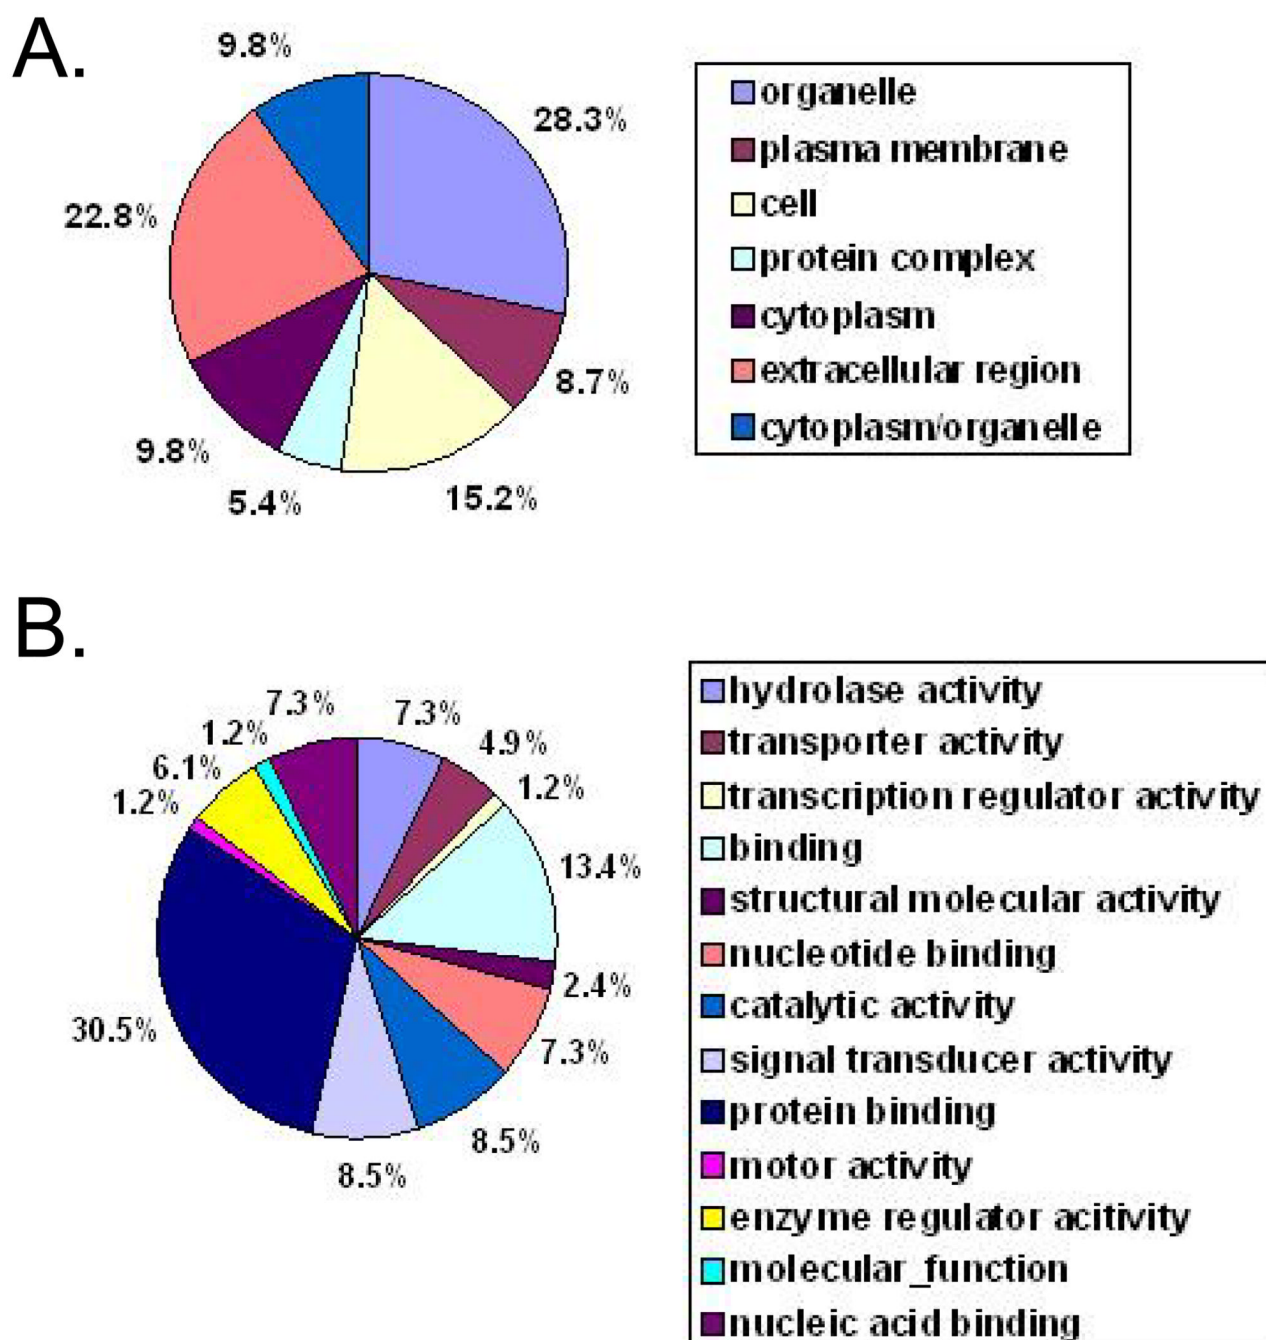 A.
9.8%
28.3%
22.8%
8.7%
9.8%
5.4%
15.2%
organelle
plasma membrane
cell
protein complex
cytoplasm
extracellular region
cytoplasm/organelle
B.
7.3%
7.3%
1.2%
4.9%
6.1%
1.2%
1.2%
13.4%
2.4%
30.5%
7.3%
8.5%
8.5%
hydrolase activity
transporter activity
transcription regulator activity
binding
structural molecular activity
nucleotide binding
catalytic activity
signal transducer activity
protein binding
motor activity
enzyme regulator acitivity
molecular_function
nucleic acid binding